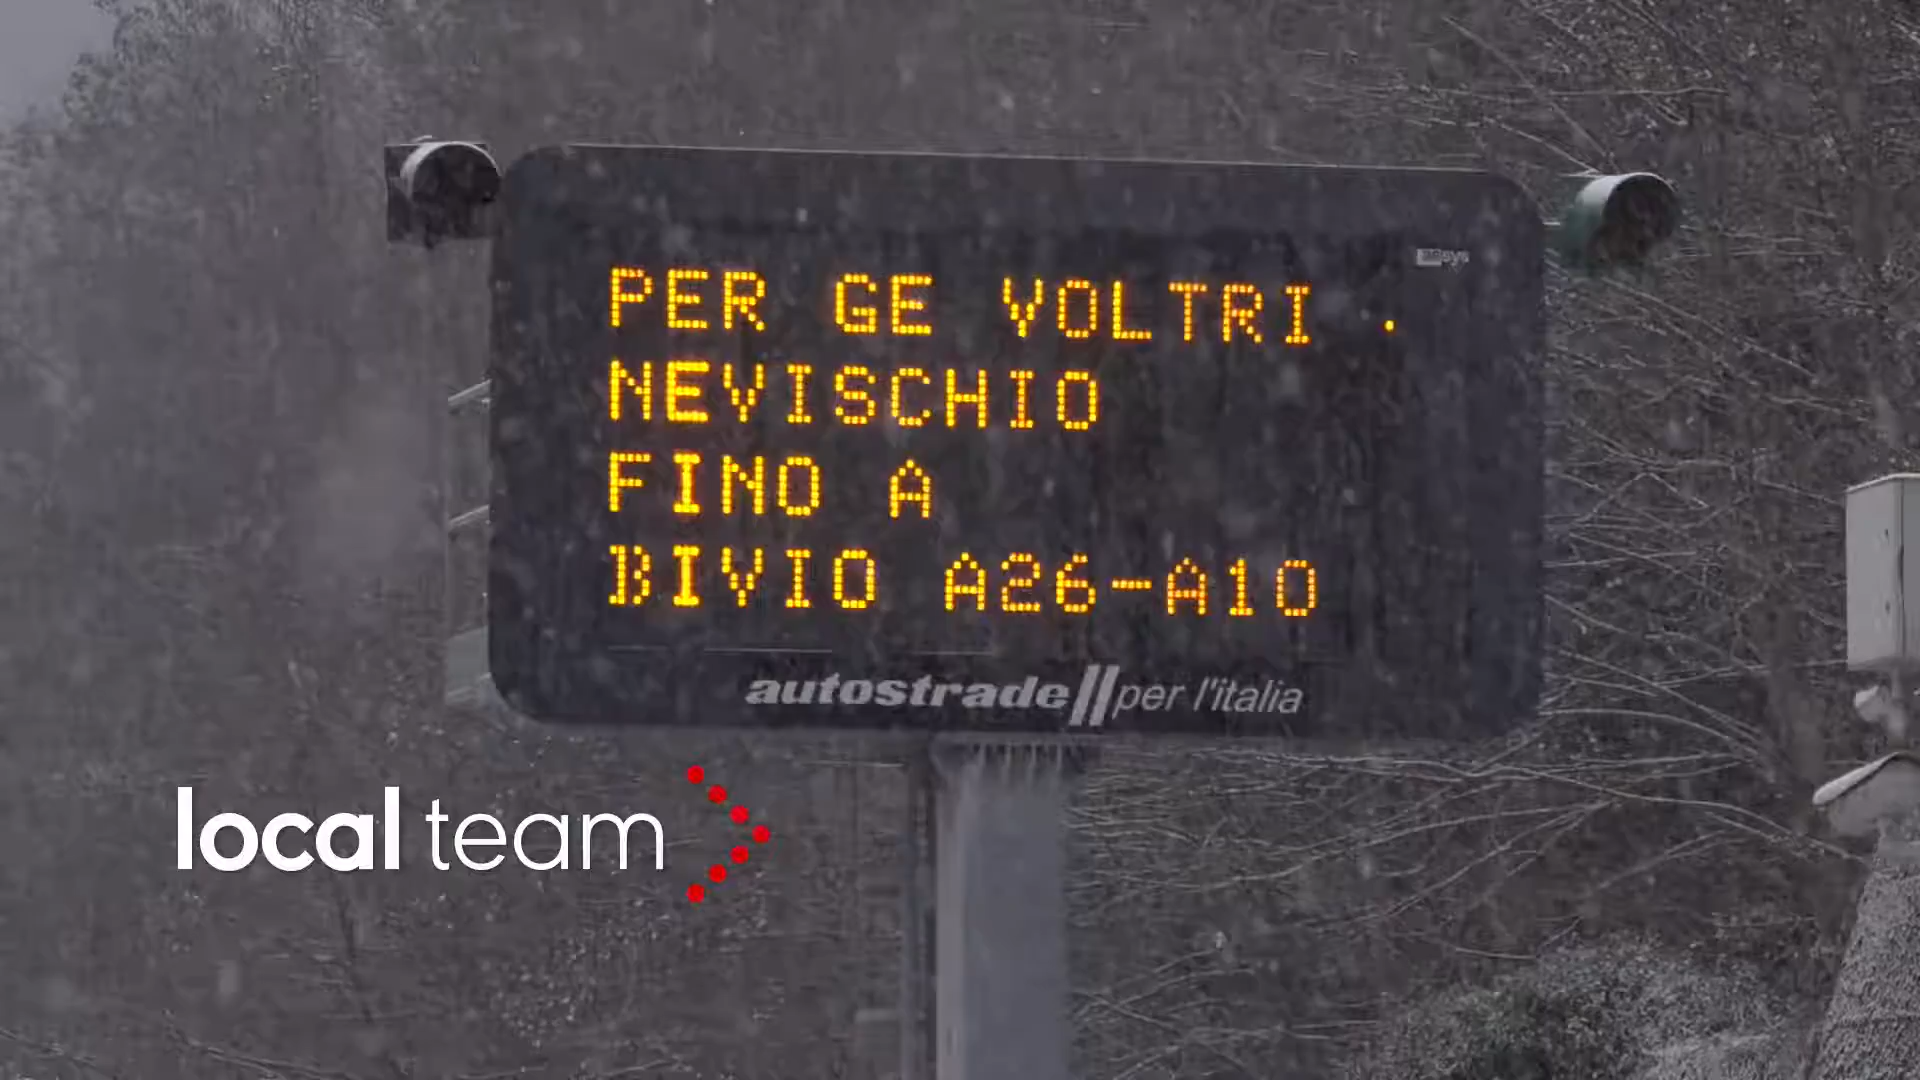 PER GE VOLTRI .
NEVISCHIO
FINO A
BIVIO A26-A10
autostrade // per l'italia
local team